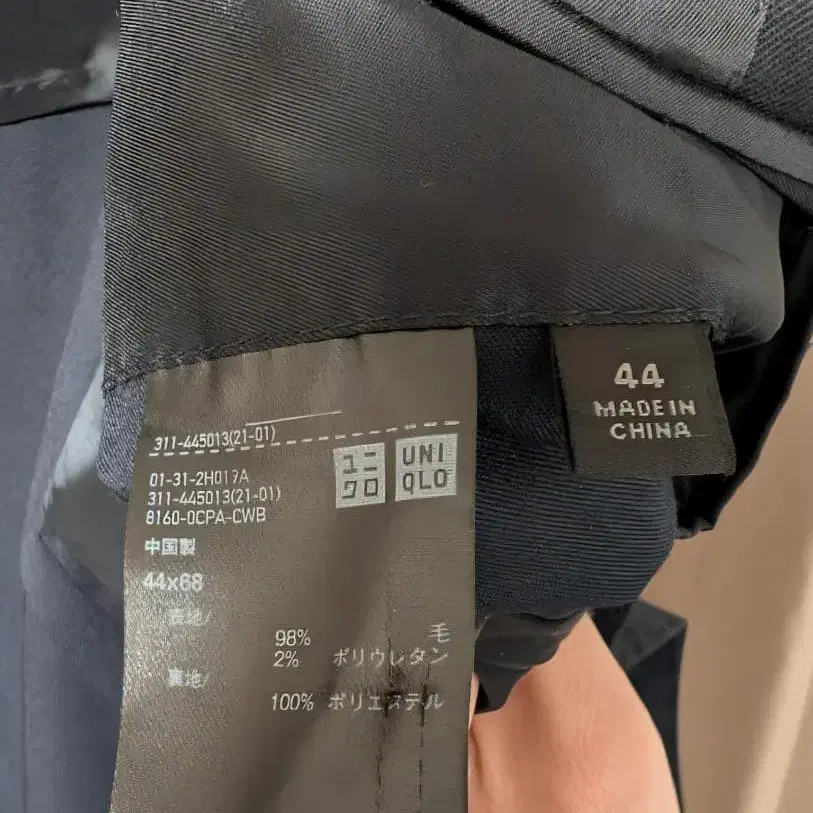 311-445013(21-01)
ユニ
クロ
UNI
QLO
01-31-2H019A
311-445013(21-01)
8160-0CPA-CWB
中国製
44x68
表地/
98% 毛
2% ポリウレタン
裏地/
100% ポリエステル
44
MADE IN
CHINA